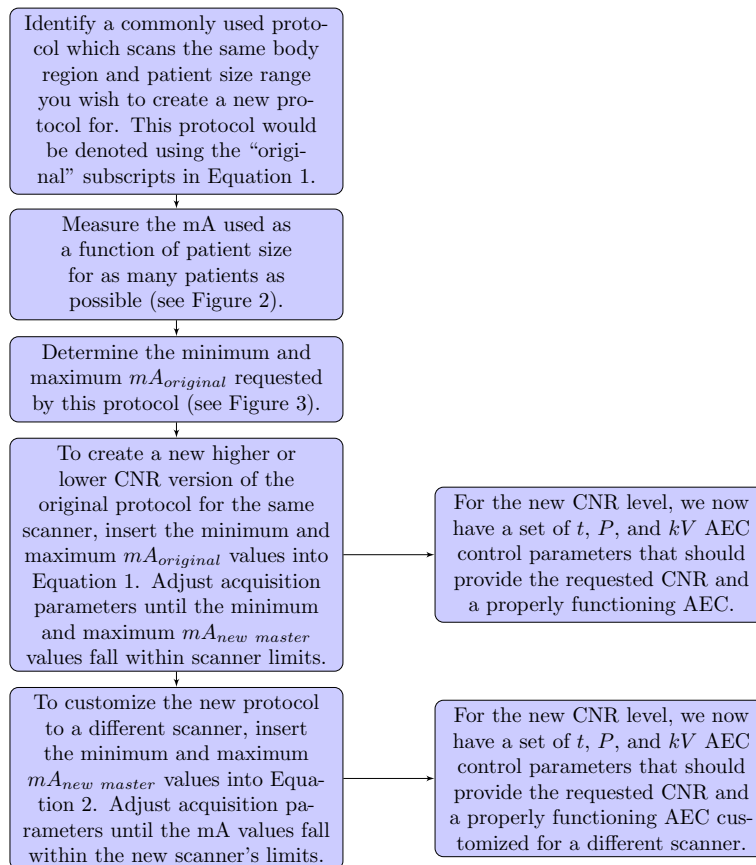 Identify a commonly used proto-
col which scans the same body
region and patient size range
you wish to create a new pro-
tocol for. This protocol would
be denoted using the “origi-
nal” subscripts in Equation 1.
Measure the mA used as
a function of patient size
for as many patients as
possible (see Figure 2).
Determine the minimum and
maximum mA_{original} requested
by this protocol (see Figure 3).
To create a new higher or
lower CNR version of the
original protocol for the same
scanner, insert the minimum and
maximum mA_{original} values into
Equation 1. Adjust acquisition
parameters until the minimum
and maximum mA_{new master}
values fall within scanner limits.
For the new CNR level, we now
have a set of t, P, and kV AEC
control parameters that should
provide the requested CNR and
a properly functioning AEC.
To customize the new protocol
to a different scanner, insert
the minimum and maximum
mA_{new master} values into Equa-
tion 2. Adjust acquisition pa-
rameters until the mA values fall
within the new scanner’s limits.
For the new CNR level, we now
have a set of t, P, and kV AEC
control parameters that should
provide the requested CNR and
a properly functioning AEC cus-
tomized for a different scanner.